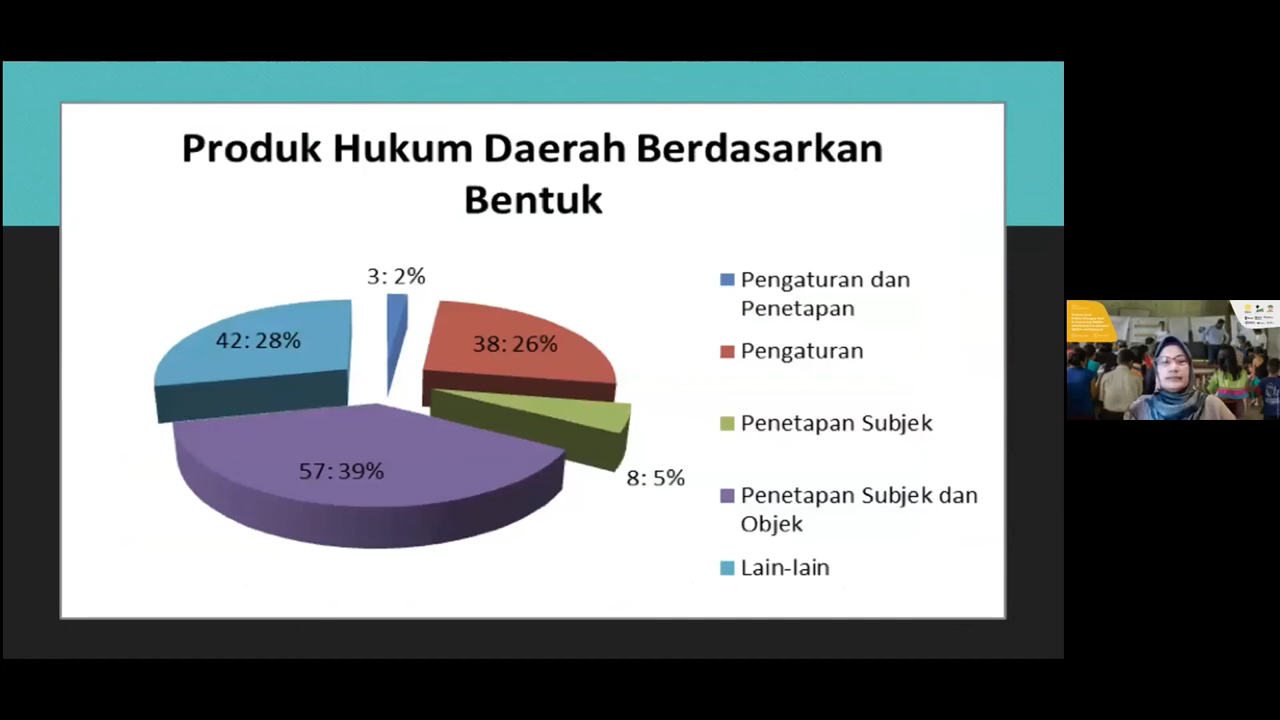 Produk Hukum Daerah Berdasarkan
Bentuk
3: 2%
42: 28%
38: 26%
57: 39%
8: 5%
Pengaturan dan
Penetapan
Pengaturan
Penetapan Subjek
Penetapan Subjek dan
Objek
Lain-lain